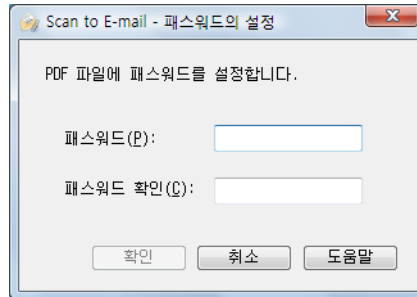 Scan to E-mail - 패스워드의 설정
PDF 파일에 패스워드를 설정합니다.
패스워드(P):
패스워드 확인(C):
확인 취소 도움말